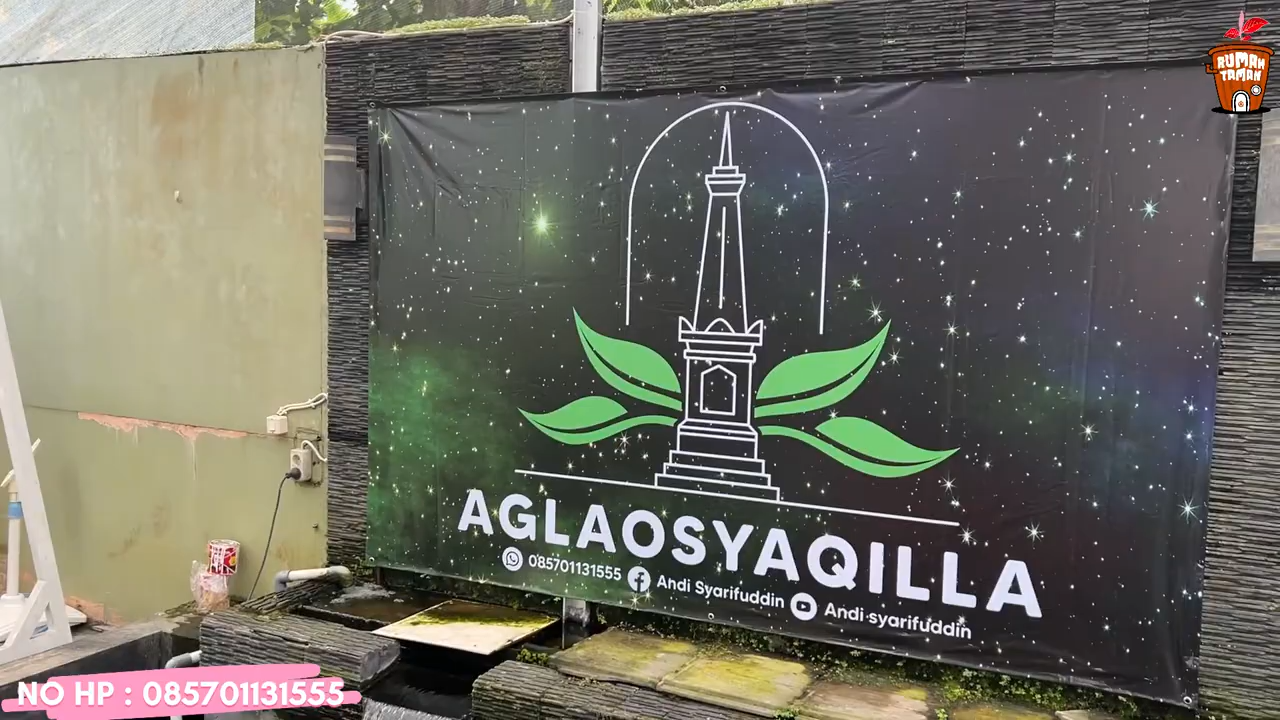 RUMAH
TAMAN
AGLAOSYAQILLA
085701131555 Andi Syarifuddin Andi syarifuddin
NO HP : 085701131555